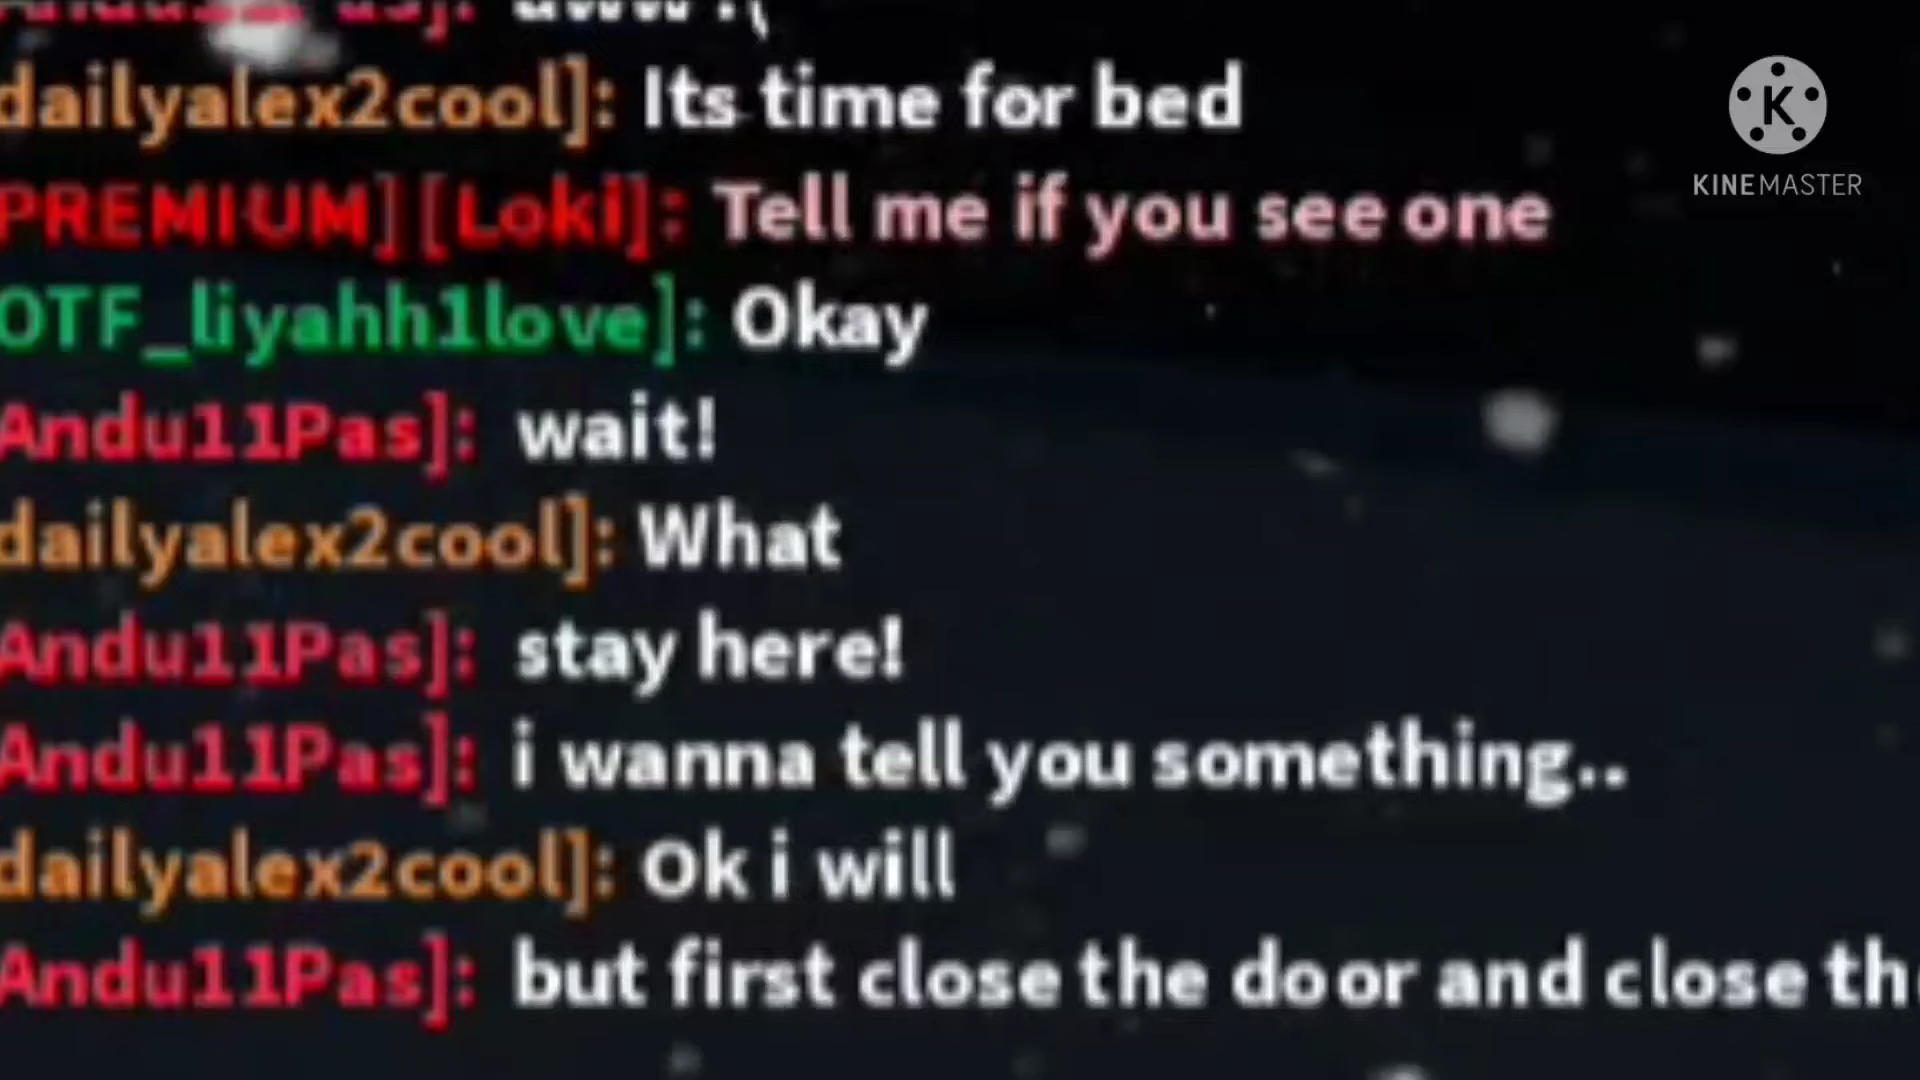 dailyalex2cool]: Its time for bed
K
KINEMASTER
PREMIUM][Loki]: Tell me if you see one
OTF_liyahh1love]: Okay
Andu11Pas]: wait!
dailyalex2cool]: What
Andu11Pas]: stay here!
Andu11Pas]: i wanna tell you something..
dailyalex2cool]: Ok i will
Andu11Pas]: but first close the door and close the